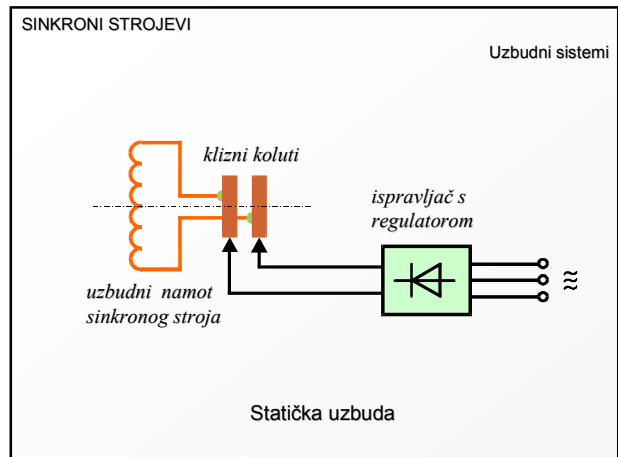 SINKRONI STROJEVI
Uzbudni sistemi
klizni koluti
ispravljač s
regulatorom
uzbudni namot
sinkronog stroja
Statička uzbuda